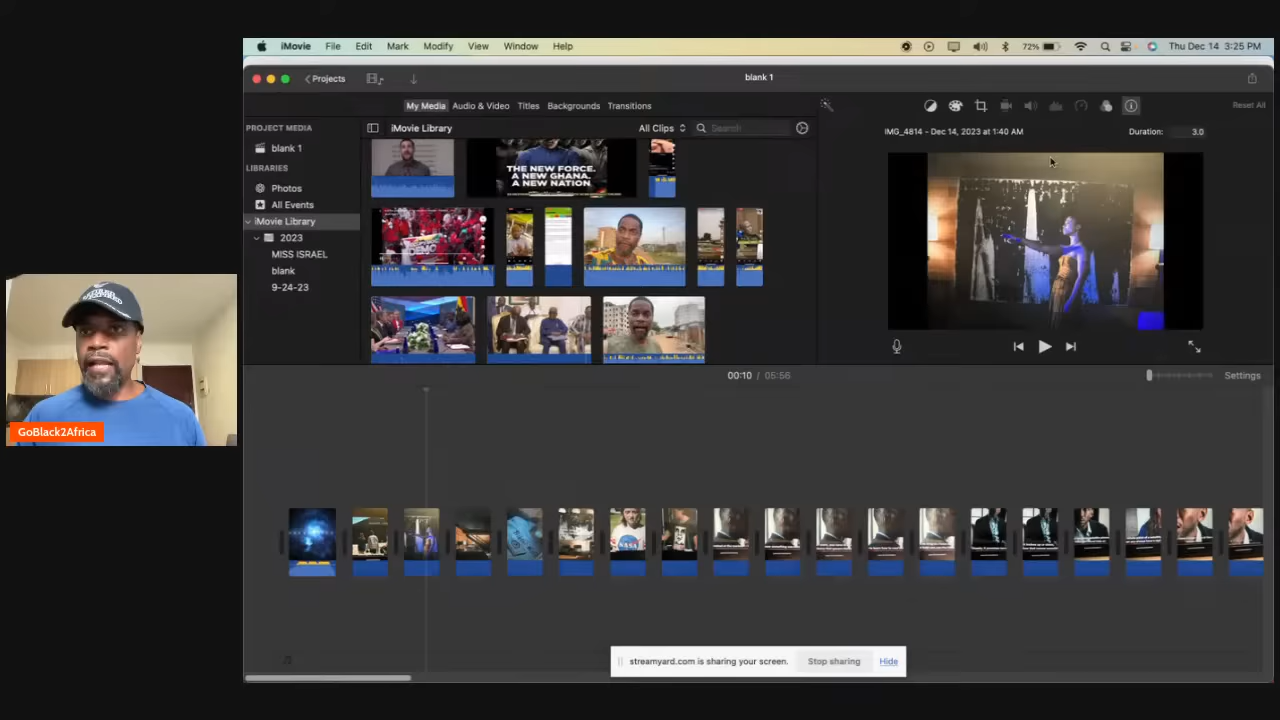 iMovie File Edit Mark Modify View Window Help
72% Thu Dec 14 3:25 PM
Projects
blank 1
My Media Audio & Video Titles Backgrounds Transitions
Reset All
PROJECT MEDIA
blank 1
LIBRARIES
Photos
All Events
iMovie Library
2023
MISS ISRAEL
blank
9-24-23
iMovie Library
All Clips
Search
THE NEW FORCE.
A NEW GHANA.
A NEW NATION
IMG_4814 - Dec 14, 2023 at 1:40 AM
Duration: 3.0
00:10 / 05:56
Settings
NASA
GoBlack2Africa
streamyard.com is sharing your screen.
Stop sharing
Hide